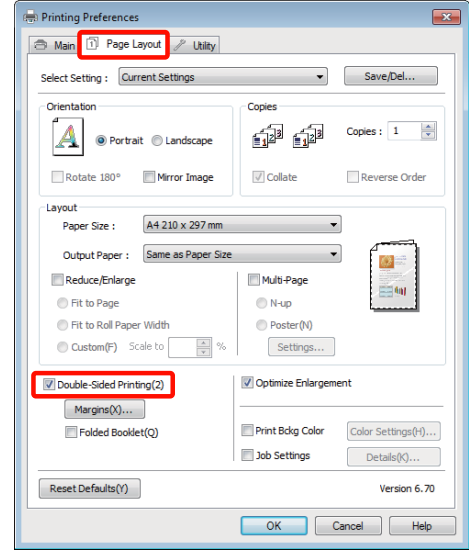 Printing Preferences
Main Page Layout Utility
Select Setting : Current Settings Save/Del...
Orientation
Portrait Landscape
Rotate 180° Mirror Image
Copies
Copies : 1
Collate Reverse Order
Layout
Paper Size : A4 210 x 297 mm
Output Paper : Same as Paper Size
Reduce/Enlarge
Fit to Page
Fit to Roll Paper Width
Custom(F) Scale to %
Multi-Page
N-up
Poster(N)
Settings...
Double-Sided Printing(2)
Margins(X)...
Folded Booklet(Q)
Optimize Enlargement
Print Bckg Color Color Settings(H)...
Job Settings Details(K)...
Reset Defaults(Y) Version 6.70
OK Cancel Help